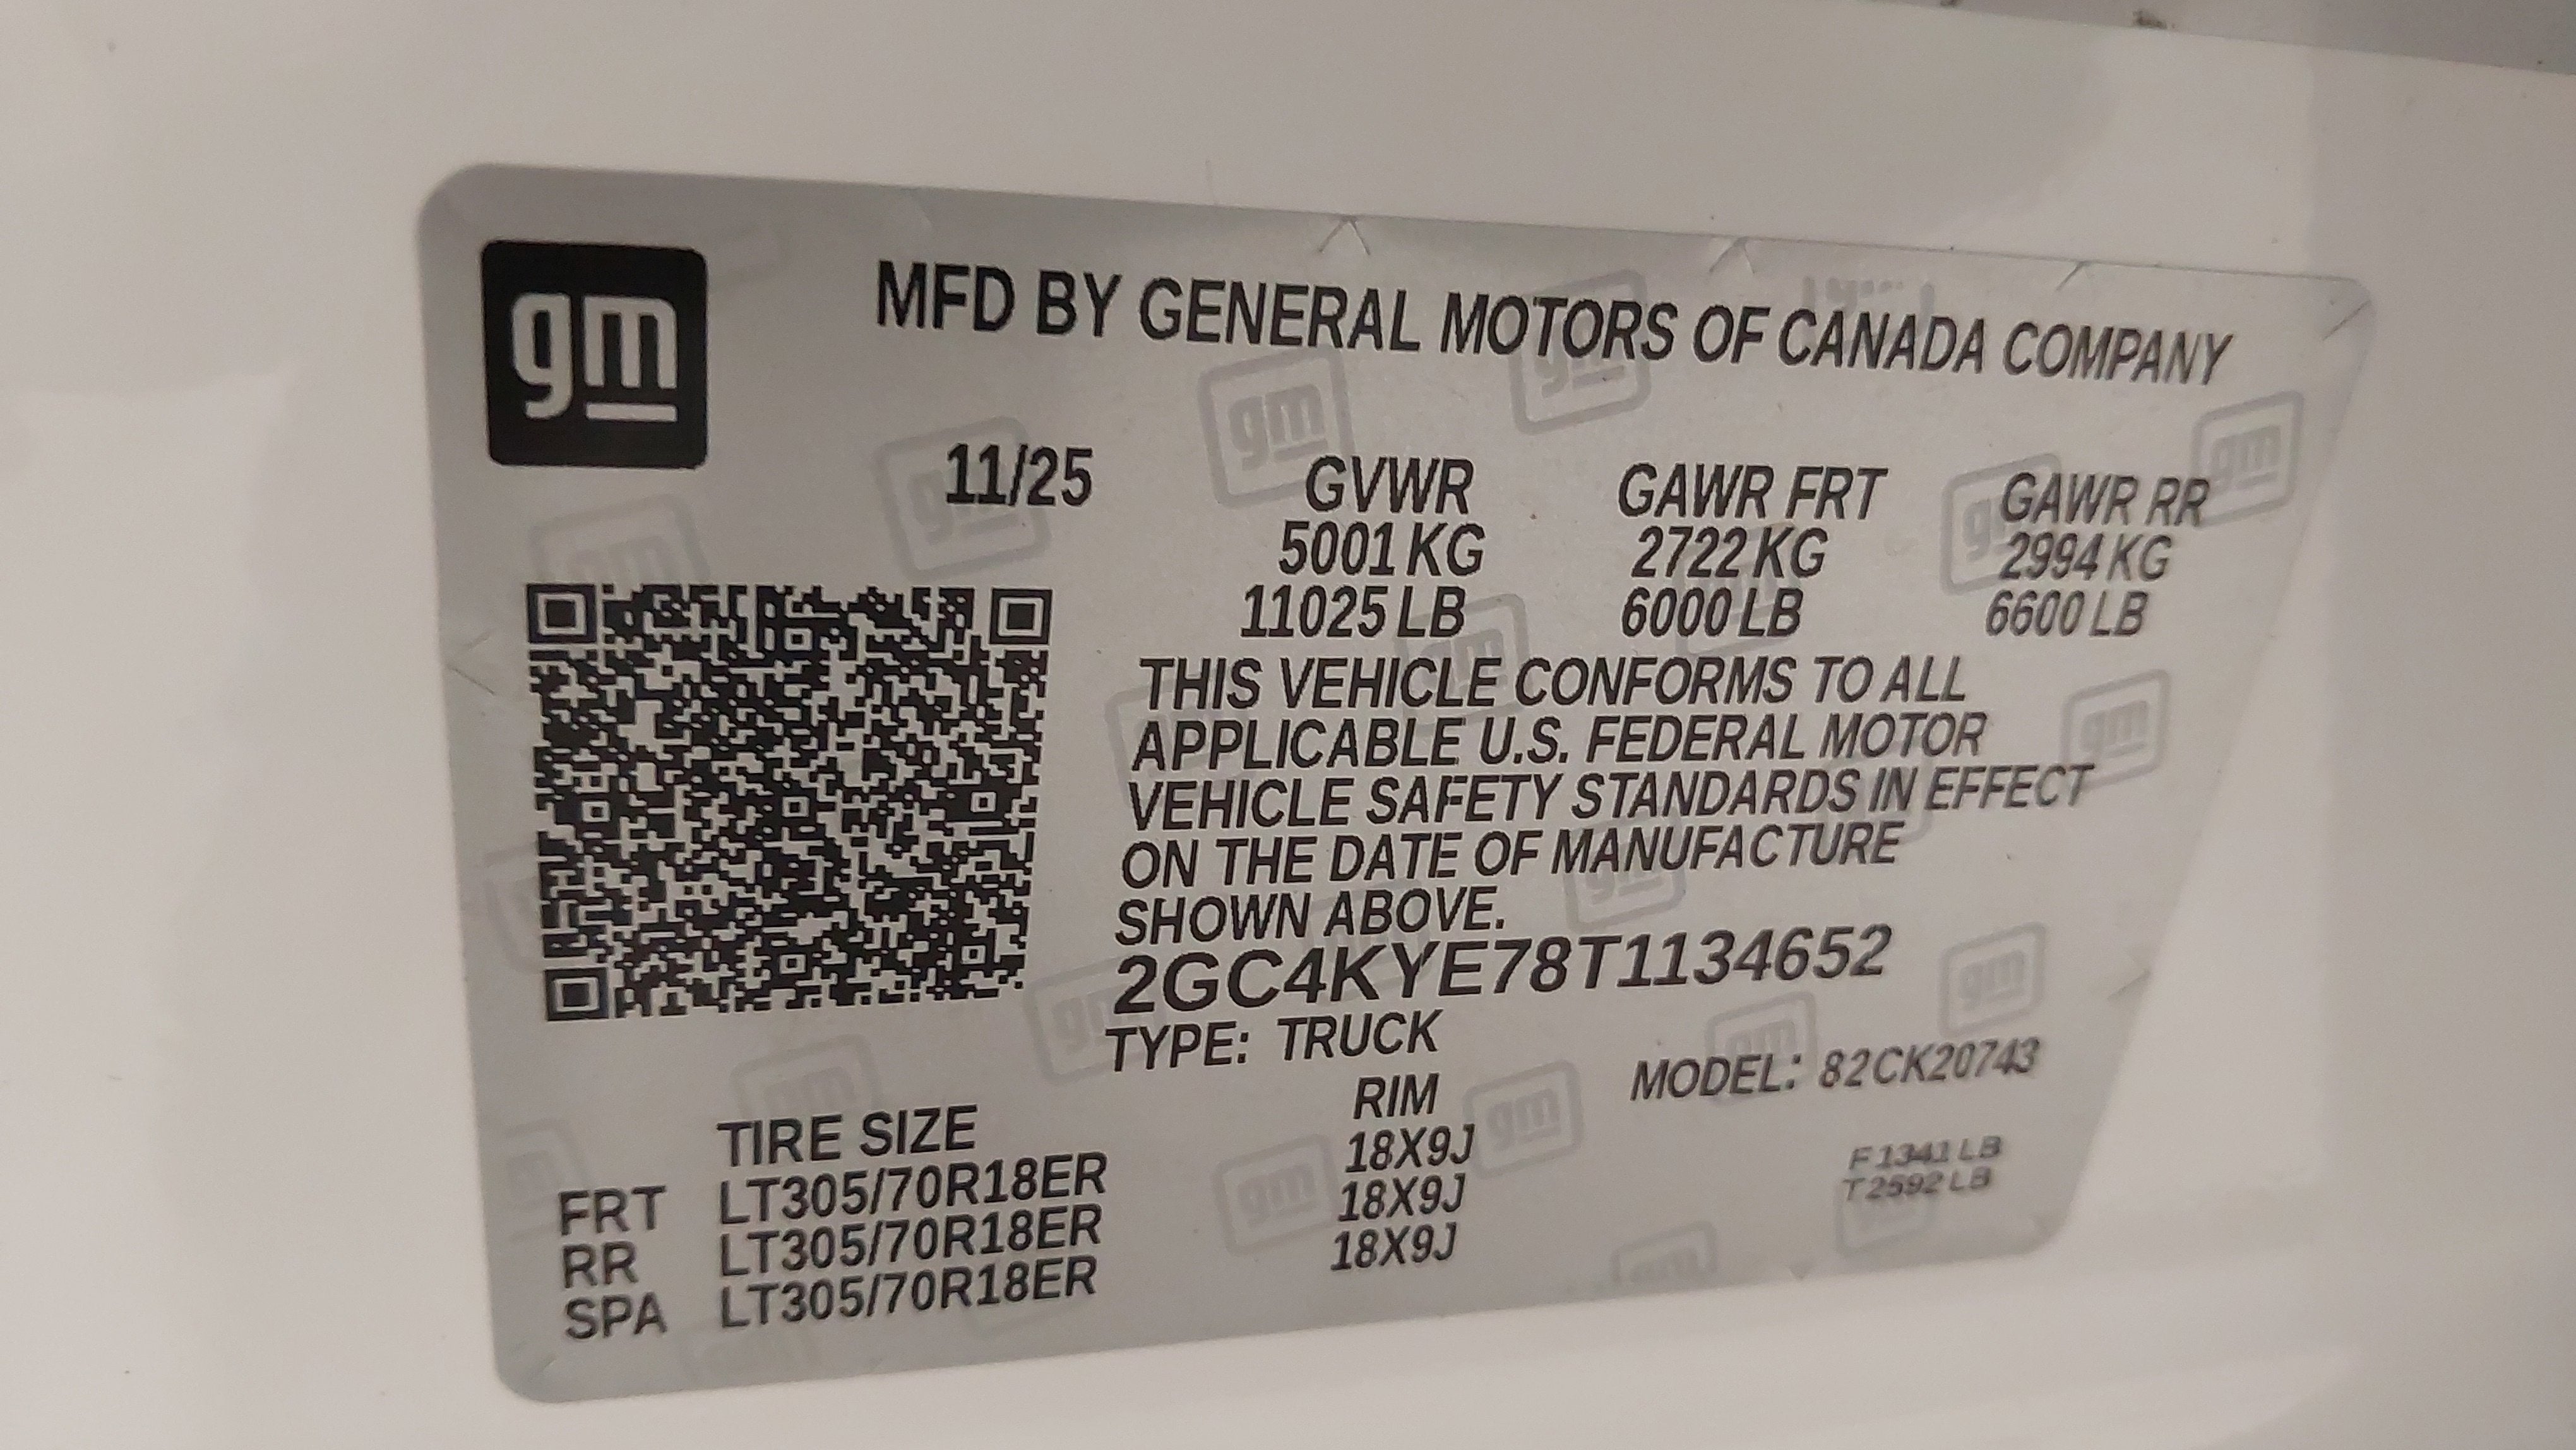 gm
MFD BY GENERAL MOTORS OF CANADA COMPANY
11/25 GVWR GAWR FRT GAWR RR
5001 KG 2722 KG 2994 KG
11025 LB 6000 LB 6600 LB
THIS VEHICLE CONFORMS TO ALL
APPLICABLE U.S. FEDERAL MOTOR
VEHICLE SAFETY STANDARDS IN EFFECT
ON THE DATE OF MANUFACTURE
SHOWN ABOVE.
2GC4KYE78T1134652
TYPE: TRUCK
MODEL: 82CK20743
TIRE SIZE RIM
FRT LT305/70R18ER 18X9J
RR LT305/70R18ER 18X9J
SPA LT305/70R18ER 18X9J
F 1341 LB
T 2592 LB